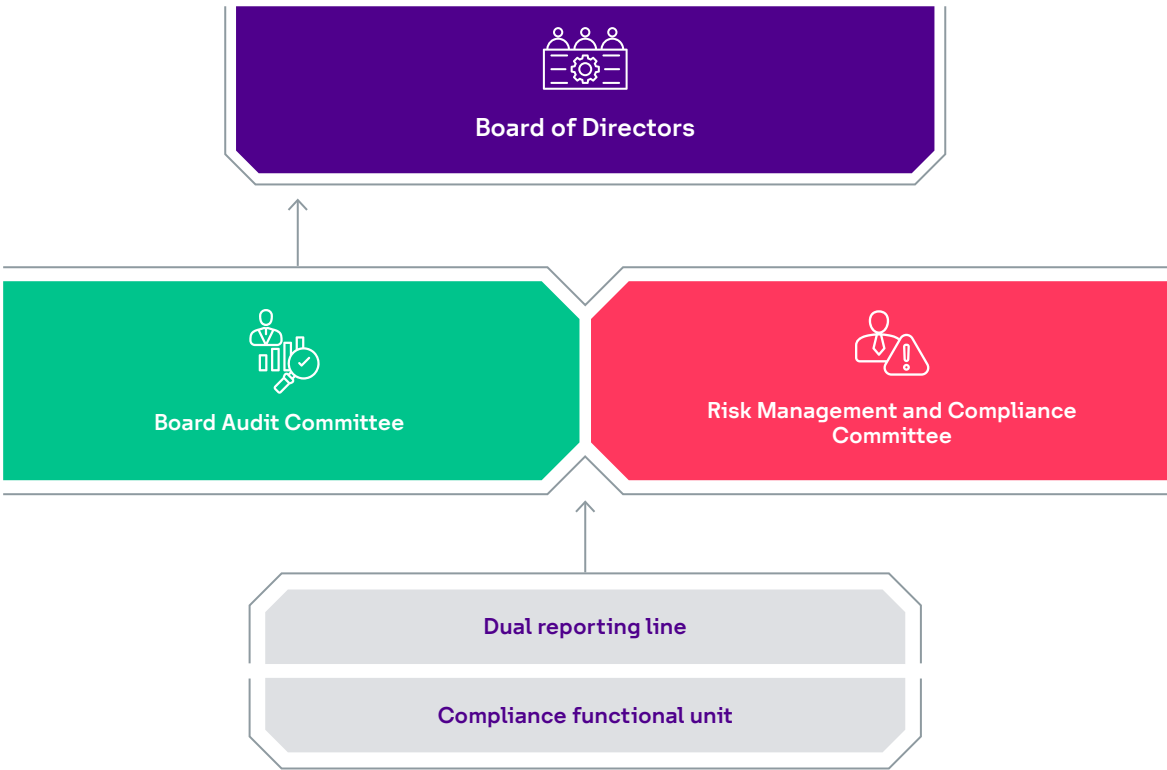 Board of Directors
Board Audit Committee
Risk Management and Compliance
Committee
Dual reporting line
Compliance functional unit